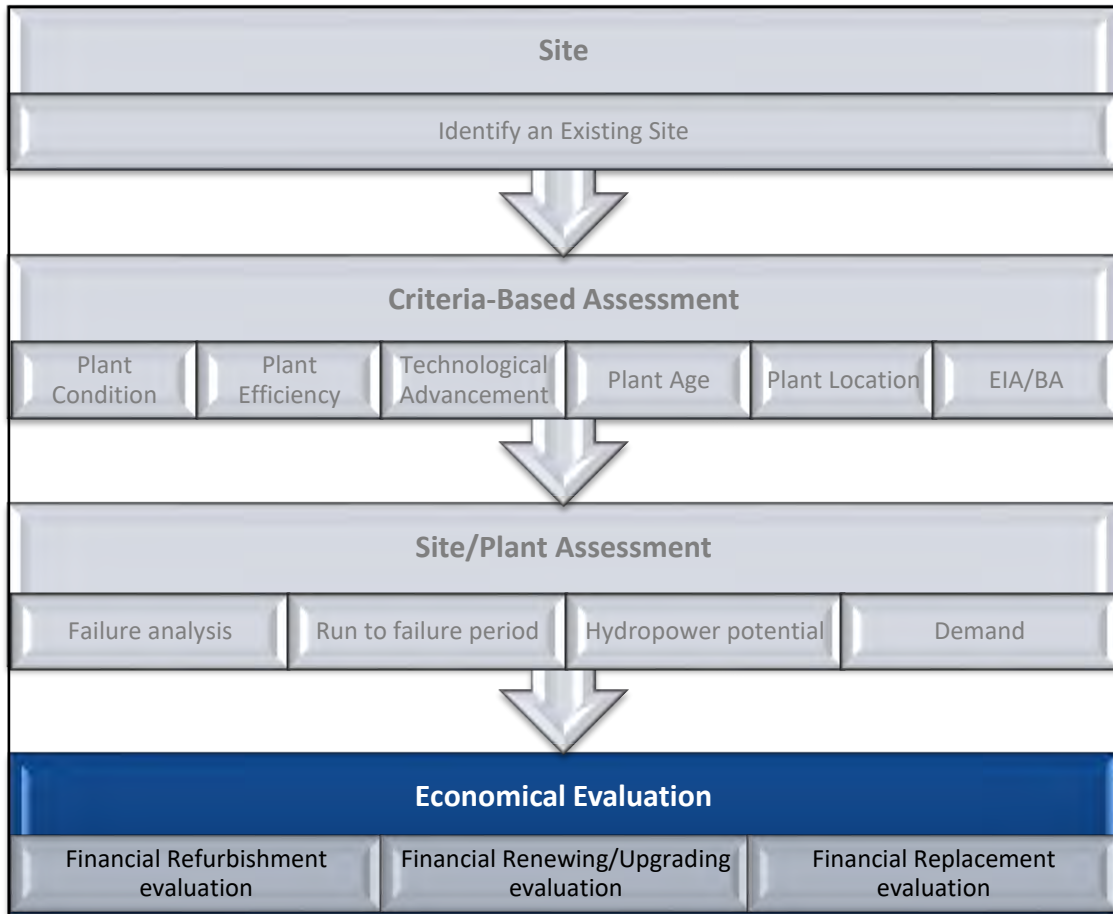 Site
Identify an Existing Site
Criteria-Based Assessment
Plant
Condition
Plant
Efficiency
Technological
Advancement
Plant Age
Plant Location
EIA/BA
Site/Plant Assessment
Failure analysis
Run to failure period
Hydropower potential
Demand
Economical Evaluation
Financial Refurbishment
evaluation
Financial Renewing/Upgrading
evaluation
Financial Replacement
evaluation